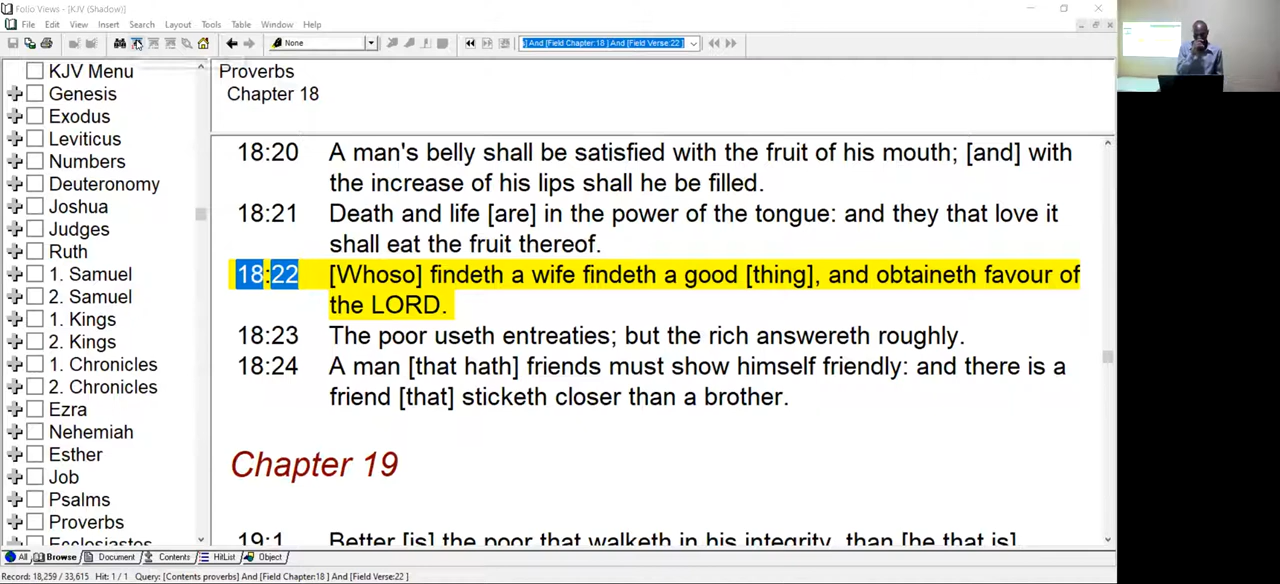 Folio Views - [KJV (Shadow)]
File Edit View Insert Search Layout Tools Table Window Help
None
] And [Field Chapter:18 ] And [Field Verse:22 ]
KJV Menu
Genesis
Exodus
Leviticus
Numbers
Deuteronomy
Joshua
Judges
Ruth
1. Samuel
2. Samuel
1. Kings
2. Kings
1. Chronicles
2. Chronicles
Ezra
Nehemiah
Esther
Job
Psalms
Proverbs
Ecclesiastes
Proverbs
Chapter 18
18:20 A man's belly shall be satisfied with the fruit of his mouth; [and] with
the increase of his lips shall he be filled.
18:21 Death and life [are] in the power of the tongue: and they that love it
shall eat the fruit thereof.
18:22 [Whoso] findeth a wife findeth a good [thing], and obtaineth favour of
the LORD.
18:23 The poor useth entreaties; but the rich answereth roughly.
18:24 A man [that hath] friends must show himself friendly: and there is a
friend [that] sticketh closer than a brother.
Chapter 19
19:1 Better [is] the poor that walketh in his integrity, than [he that is]
All Browse Document Contents HitList Object
Record: 18,259 / 33,615 Hit: 1 / 1 Query: [Contents proverbs] And [Field Chapter:18 ] And [Field Verse:22 ]